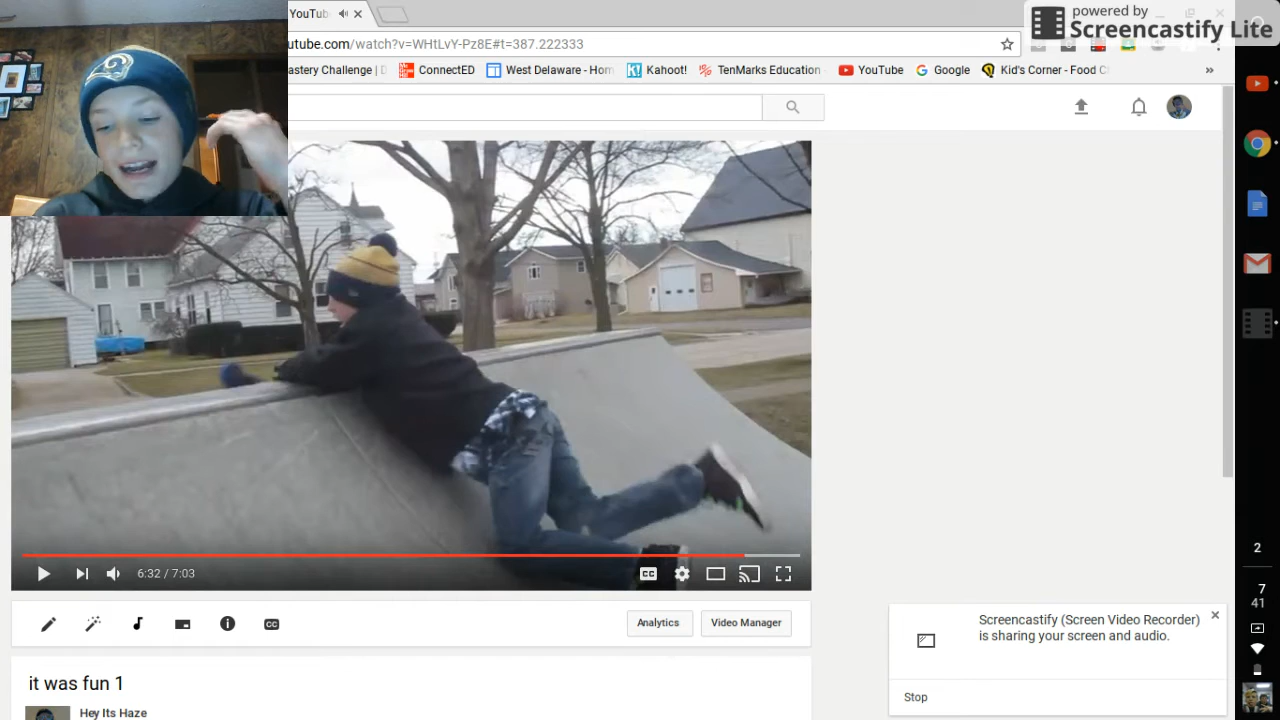 YouTub
powered by
Screencastify Lite
utube.com/watch?v=WHtLvY-Pz8E#t=387.222333
astery Challenge | D
ConnectED
West Delaware - Hom
Kahoot!
TenMarks Education
YouTube
Google
Kid's Corner - Food C
»
6:32 / 7:03
CC
CC
Analytics
Video Manager
Screencastify (Screen Video Recorder)
is sharing your screen and audio.
Stop
it was fun 1
Hey Its Haze
2
7
41